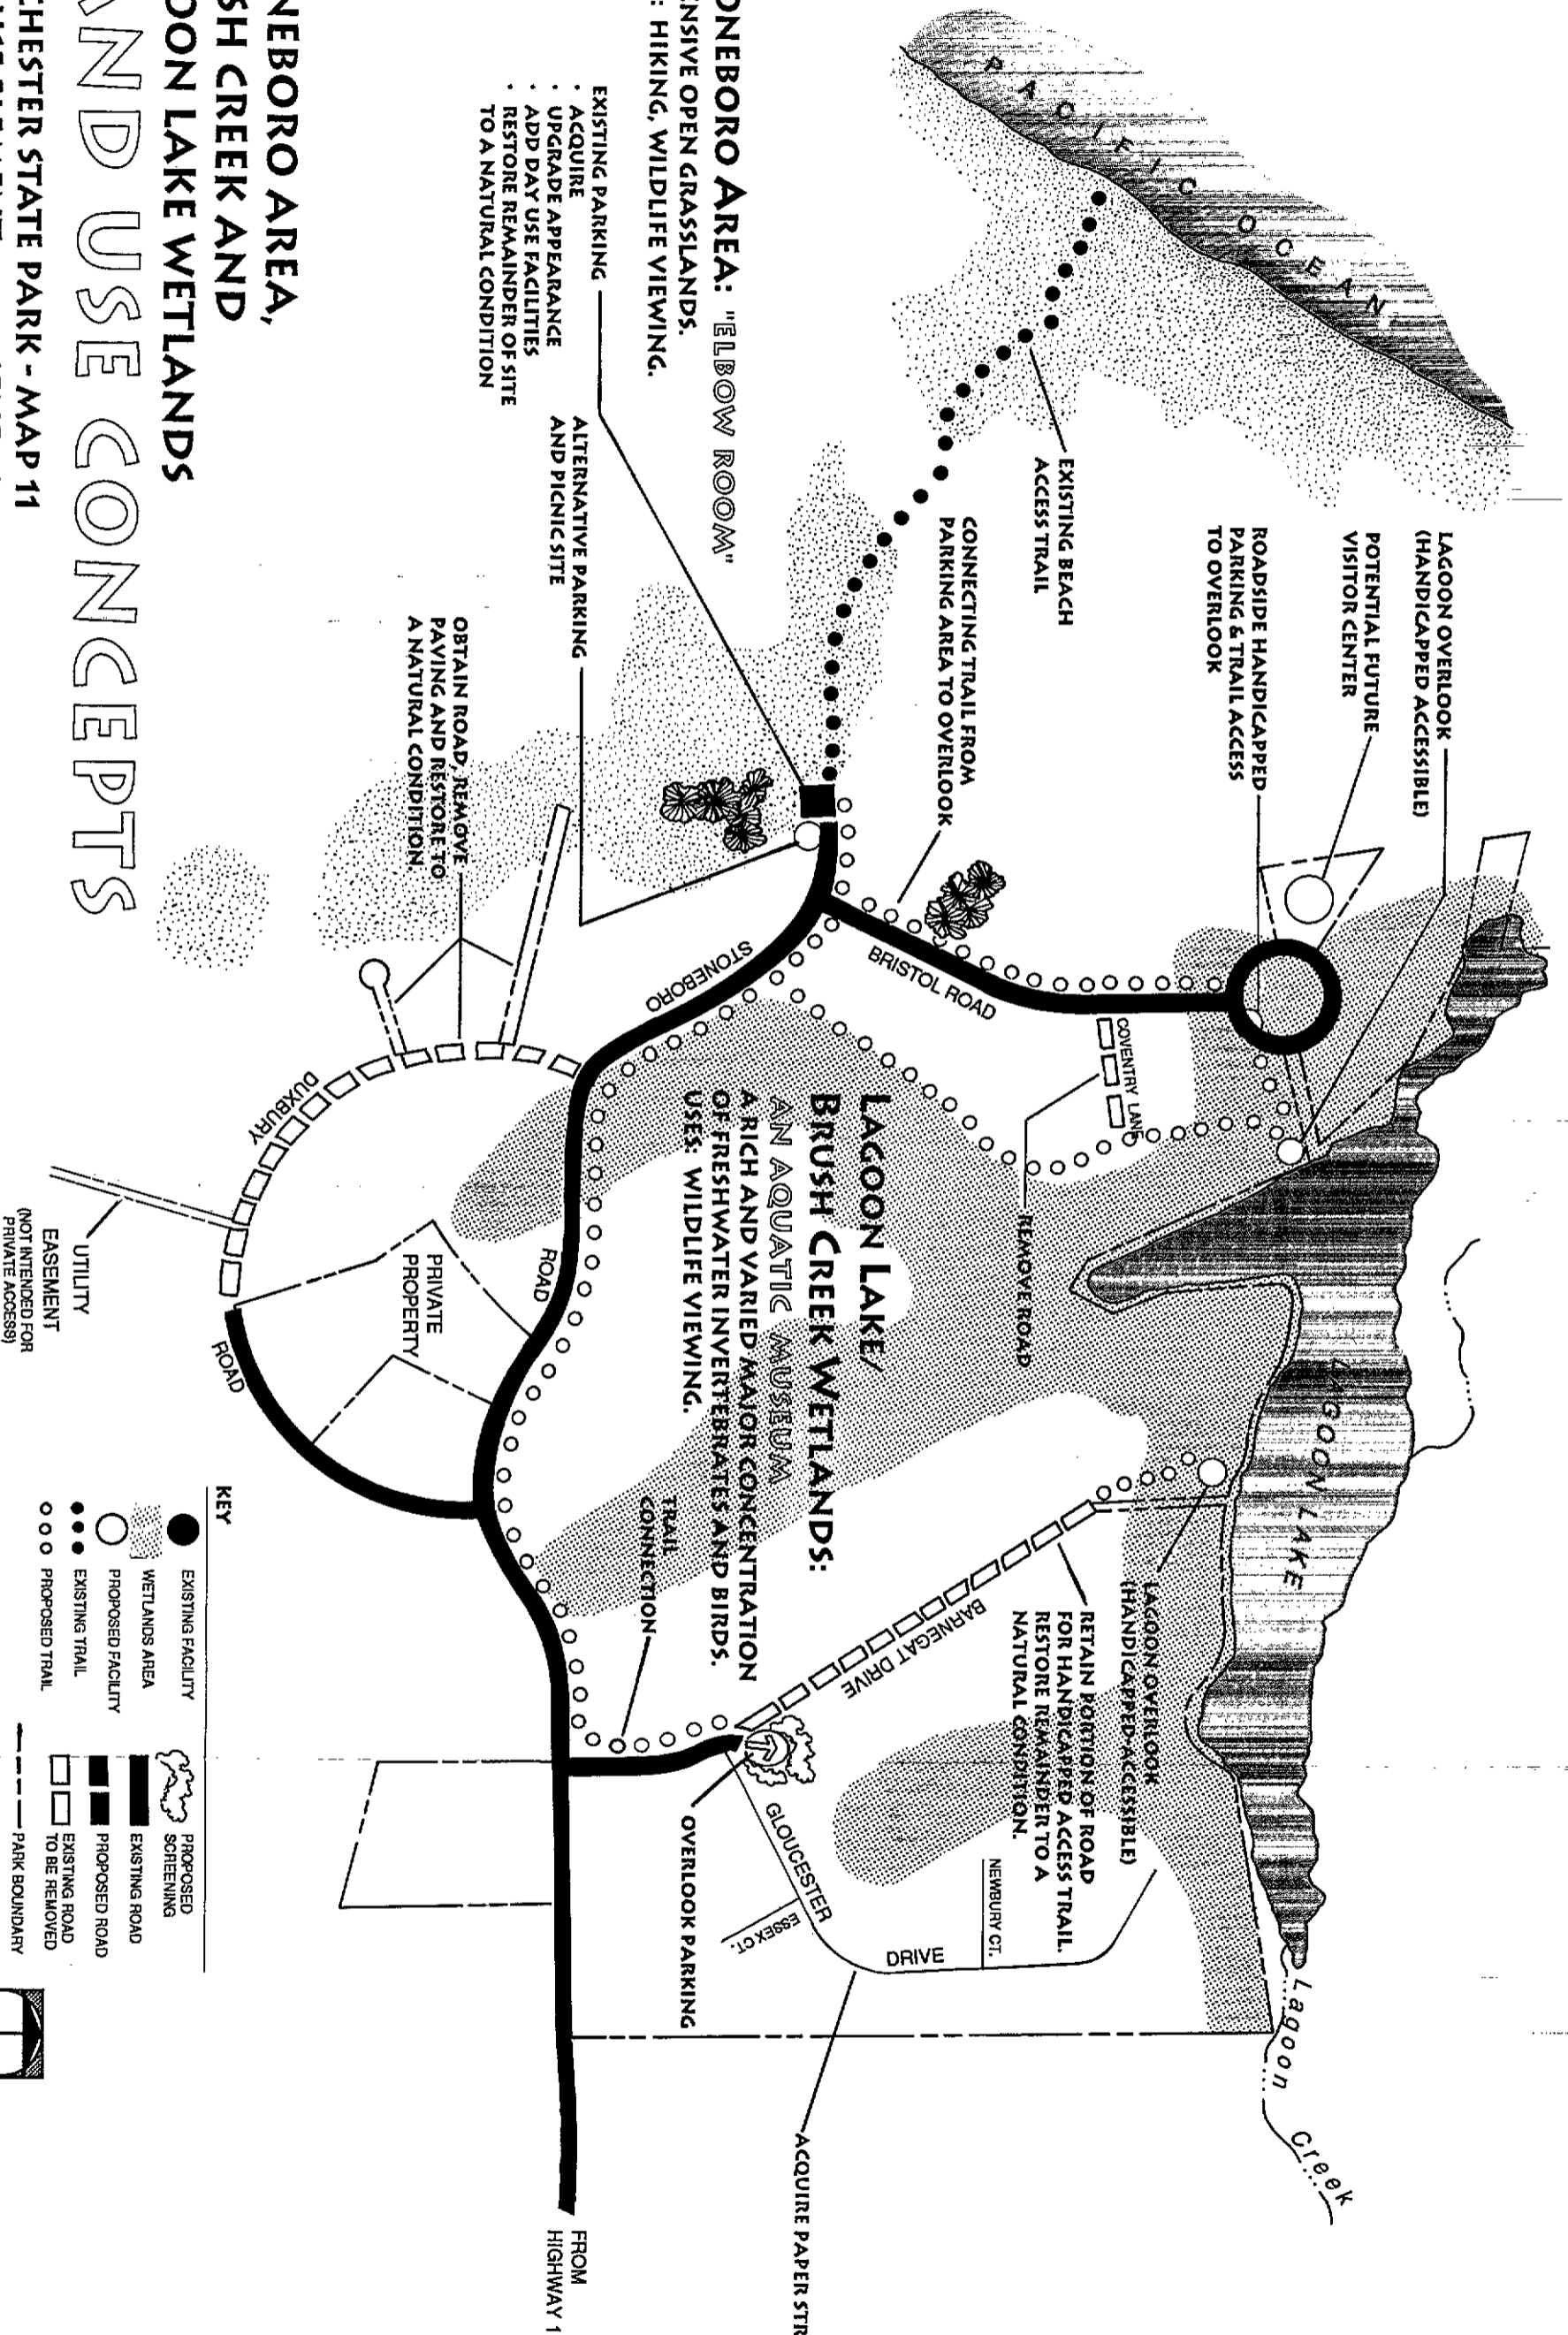 PACIFIC OCEAN
LAGOON OVERLOOK
(HANDICAPPED ACCESSIBLE)
POTENTIAL FUTURE
VISITOR CENTER
ROADSIDE HANDICAPPED
PARKING & TRAIL ACCESS
TO OVERLOOK
EXISTING BEACH
ACCESS TRAIL
CONNECTING TRAIL FROM
PARKING AREA TO OVERLOOK
ONEBORO AREA: "ELBOW ROOM"
ENSIVE OPEN GRASSLANDS.
: HIKING, WILDLIFE VIEWING.
EXISTING PARKING
· ACQUIRE
· UPGRADE APPEARANCE
· ADD DAY USE FACILITIES
· RESTORE REMAINDER OF SITE
TO A NATURAL CONDITION
ALTERNATIVE PARKING
AND PICNIC SITE
OBTAIN ROAD, REMOVE
PAVING AND RESTORE TO
A NATURAL CONDITION.
BRISTOL ROAD
STONEBORO
ROAD
COVENTRY LANE
REMOVE ROAD
LAGOON LAKE/
BRUSH CREEK WETLANDS:
AN AQUATIC MUSEUM
A RICH AND VARIED MAJOR CONCENTRATION
OF FRESHWATER INVERTEBRATES AND BIRDS.
USES: WILDLIFE VIEWING.
LAGOON LAKE
Lagoon Creek
LAGOON OVERLOOK
(HANDICAPPED ACCESSIBLE)
RETAIN PORTION OF ROAD
FOR HANDICAPPED ACCESS TRAIL.
RESTORE REMAINDER TO A
NATURAL CONDITION.
BARNEGAT DRIVE
TRAIL
CONNECTION
NEWBURY CT.
GLOUCESTER
DRIVE
ESSEX CT.
OVERLOOK PARKING
ACQUIRE PAPER STR
DUXBURY
ROAD
PRIVATE
PROPERTY
UTILITY
EASEMENT
(NOT INTENDED FOR
PRIVATE ACCESS)
FROM
HIGHWAY 1
KEY
EXISTING FACILITY
WETLANDS AREA
PROPOSED FACILITY
EXISTING TRAIL
PROPOSED TRAIL
PROPOSED
SCREENING
EXISTING ROAD
PROPOSED ROAD
EXISTING ROAD
TO BE REMOVED
PARK BOUNDARY
NEBORO AREA,
SH CREEK AND
OON LAKE WETLANDS
AND USE CONCEPTS
CHESTER STATE PARK - MAP 11